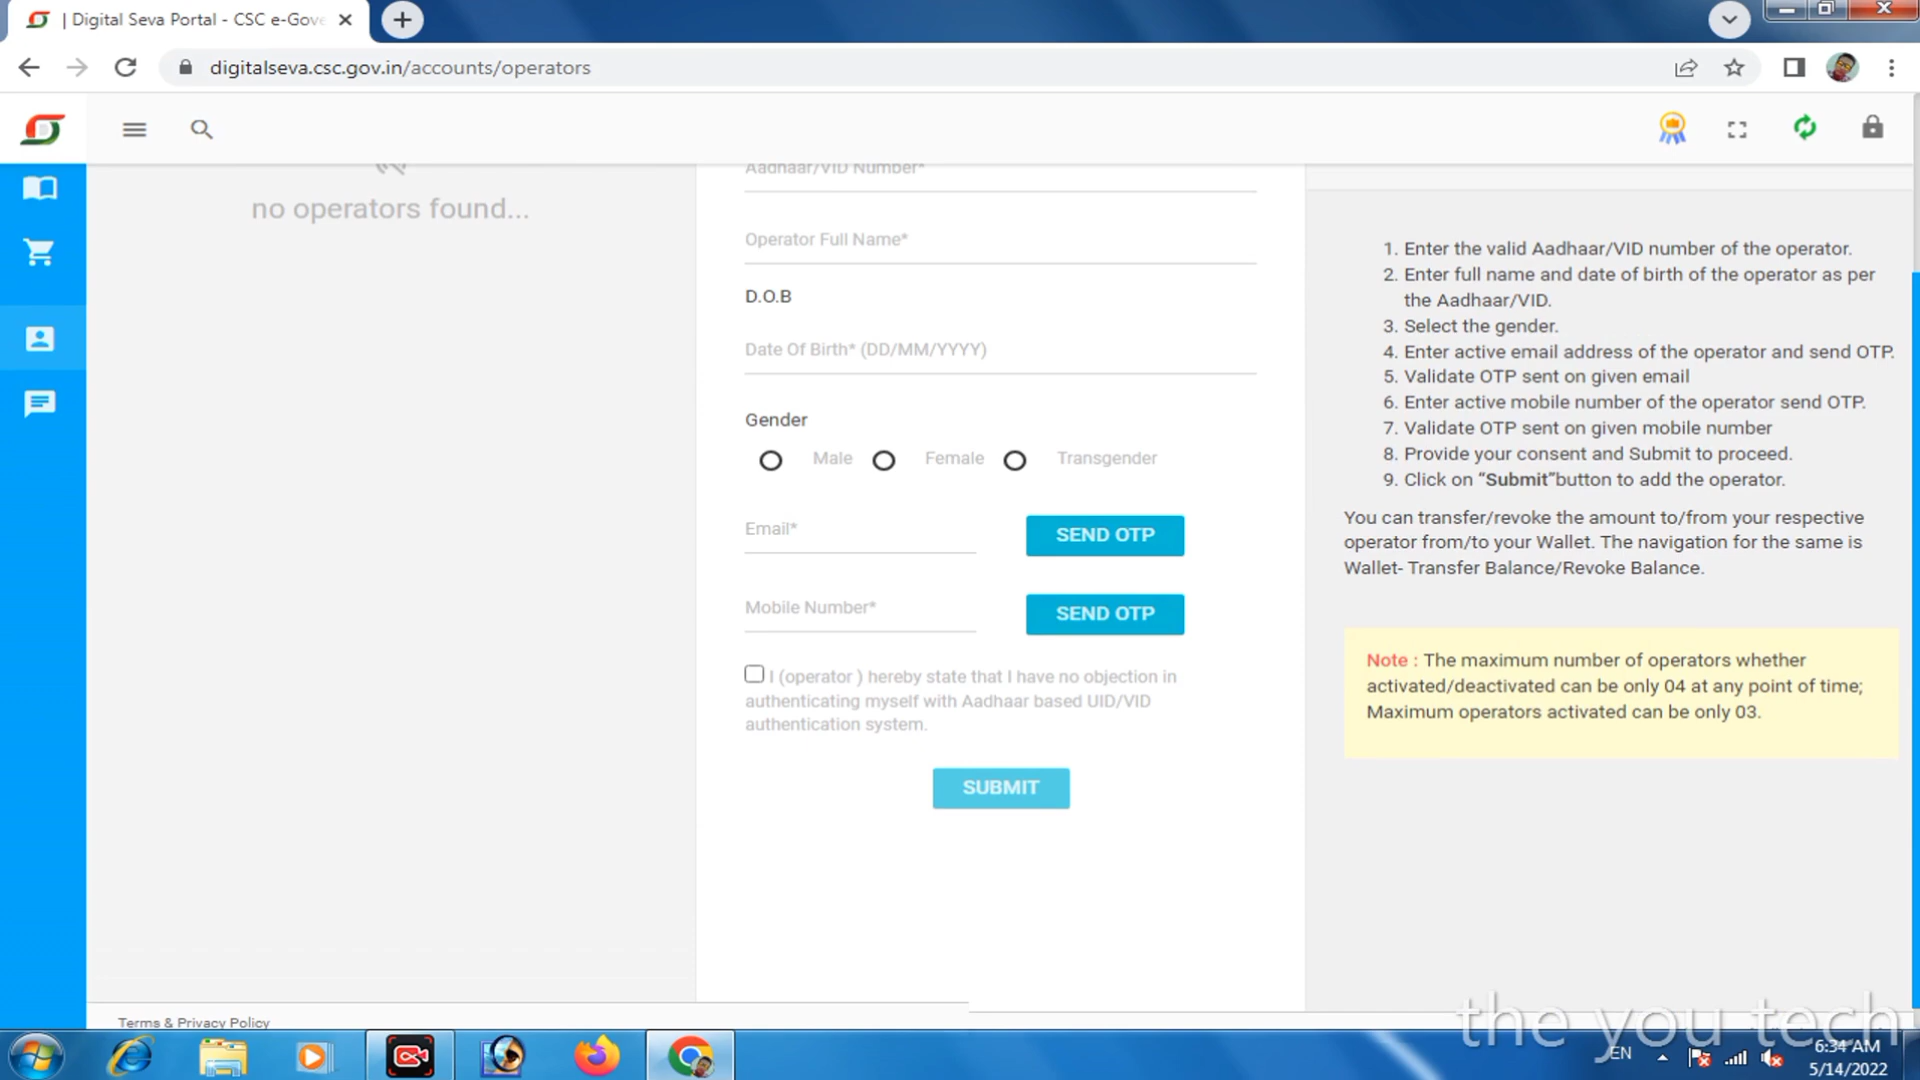 | Digital Seva Portal - CSC e-Gove
digitalseva.csc.gov.in/accounts/operators
no operators found...
Aadhaar/VID Number*
Operator Full Name*
D.O.B
Date Of Birth* (DD/MM/YYYY)
Gender
Male Female Transgender
Email*
SEND OTP
Mobile Number*
SEND OTP
I (operator ) hereby state that I have no objection in
authenticating myself with Aadhaar based UID/VID
authentication system.
SUBMIT
1. Enter the valid Aadhaar/VID number of the operator.
2. Enter full name and date of birth of the operator as per
the Aadhaar/VID.
3. Select the gender.
4. Enter active email address of the operator and send OTP.
5. Validate OTP sent on given email
6. Enter active mobile number of the operator send OTP.
7. Validate OTP sent on given mobile number
8. Provide your consent and Submit to proceed.
9. Click on “Submit”button to add the operator.
You can transfer/revoke the amount to/from your respective
operator from/to your Wallet. The navigation for the same is
Wallet- Transfer Balance/Revoke Balance.
Note : The maximum number of operators whether
activated/deactivated can be only 04 at any point of time;
Maximum operators activated can be only 03.
Terms & Privacy Policy
the you tech
EN
6:34 AM
5/14/2022